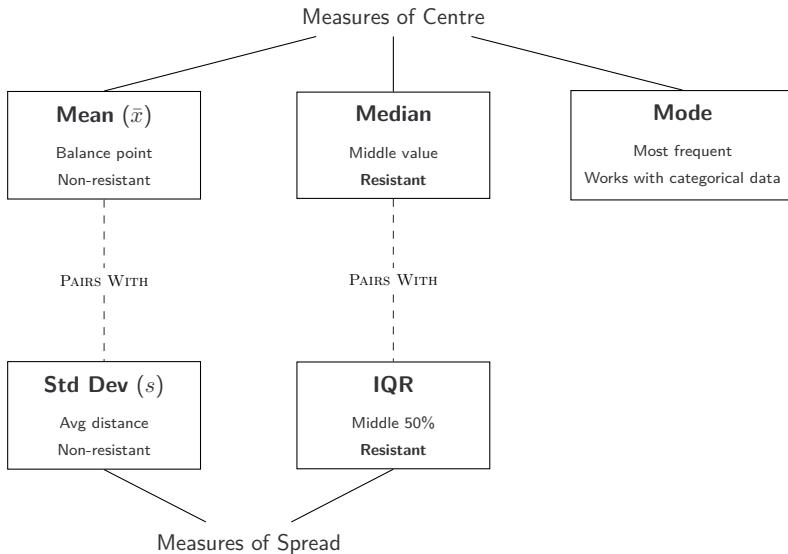 Measures of Centre
Mean (x̄)
Balance point
Non-resistant
Median
Middle value
Resistant
Mode
Most frequent
Works with categorical data
Pairs With
Pairs With
Std Dev (s)
Avg distance
Non-resistant
IQR
Middle 50%
Resistant
Measures of Spread